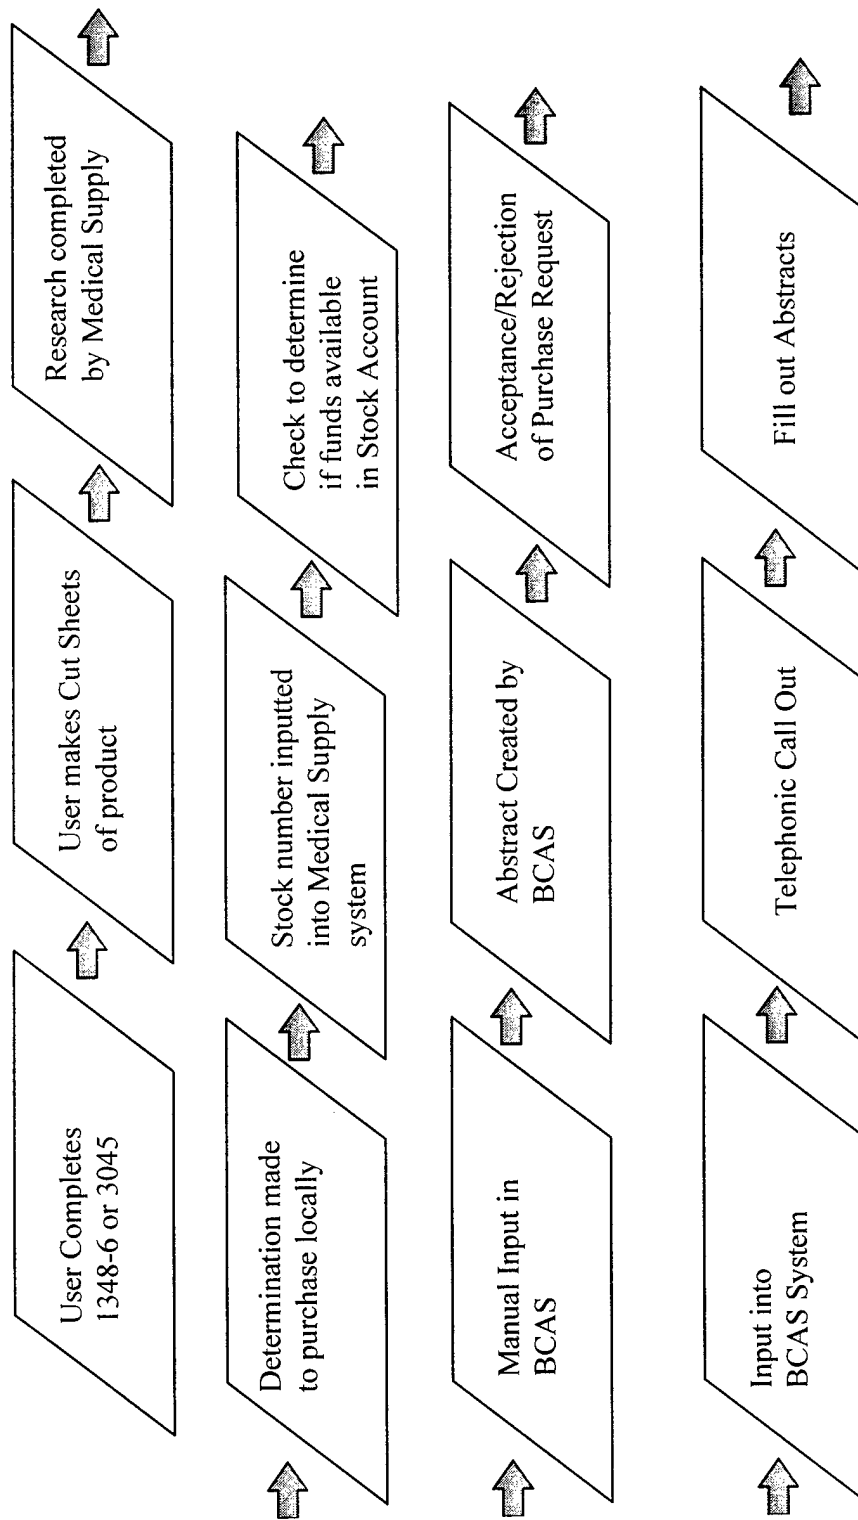 User Completes
1348-6 or 3045
User makes Cut Sheets
of product
Research completed
by Medical Supply
Determination made
to purchase locally
Stock number inputted
into Medical Supply
system
Check to determine
if funds available
in Stock Account
Manual Input in
BCAS
Abstract Created by
BCAS
Acceptance/Rejection
of Purchase Request
Input into
BCAS System
Telephonic Call Out
Fill out Abstracts